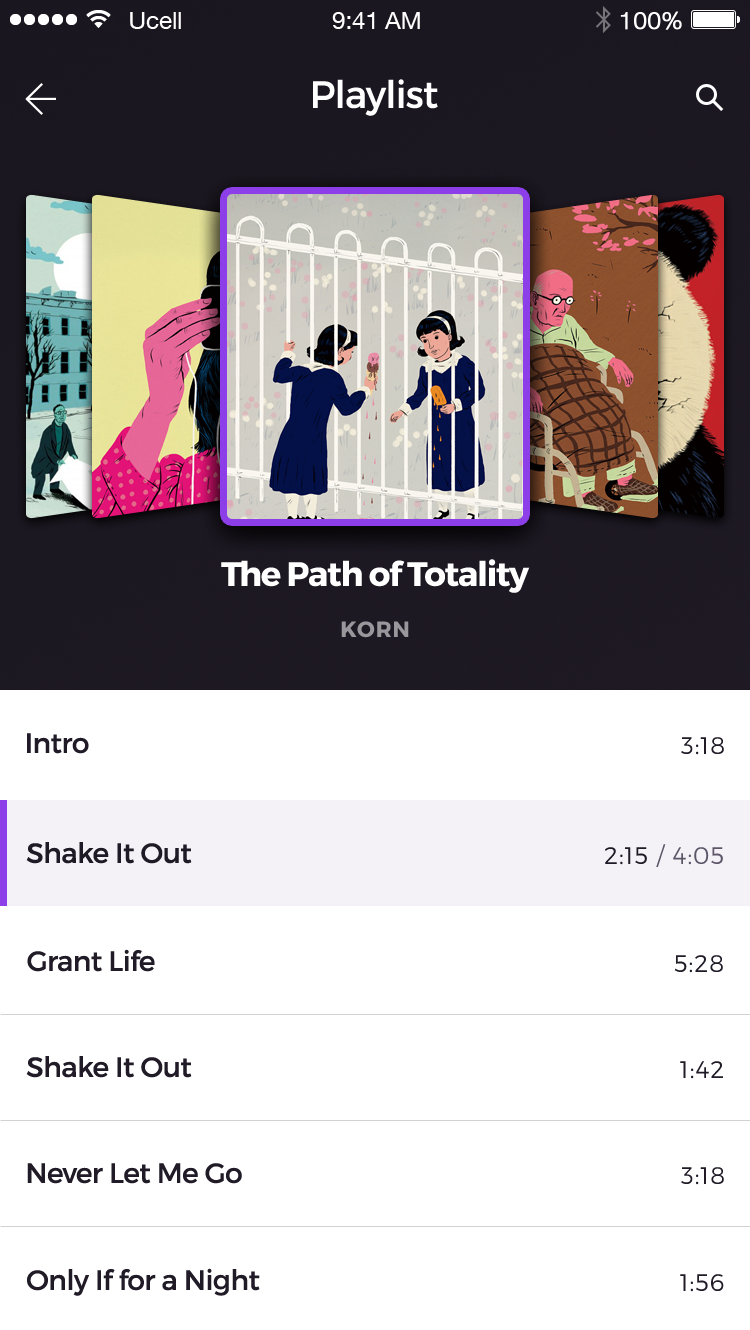 Ucell 9:41 AM 100%
Playlist
The Path of Totality
KORN
Intro 3:18
Shake It Out 2:15 / 4:05
Grant Life 5:28
Shake It Out 1:42
Never Let Me Go 3:18
Only If for a Night 1:56